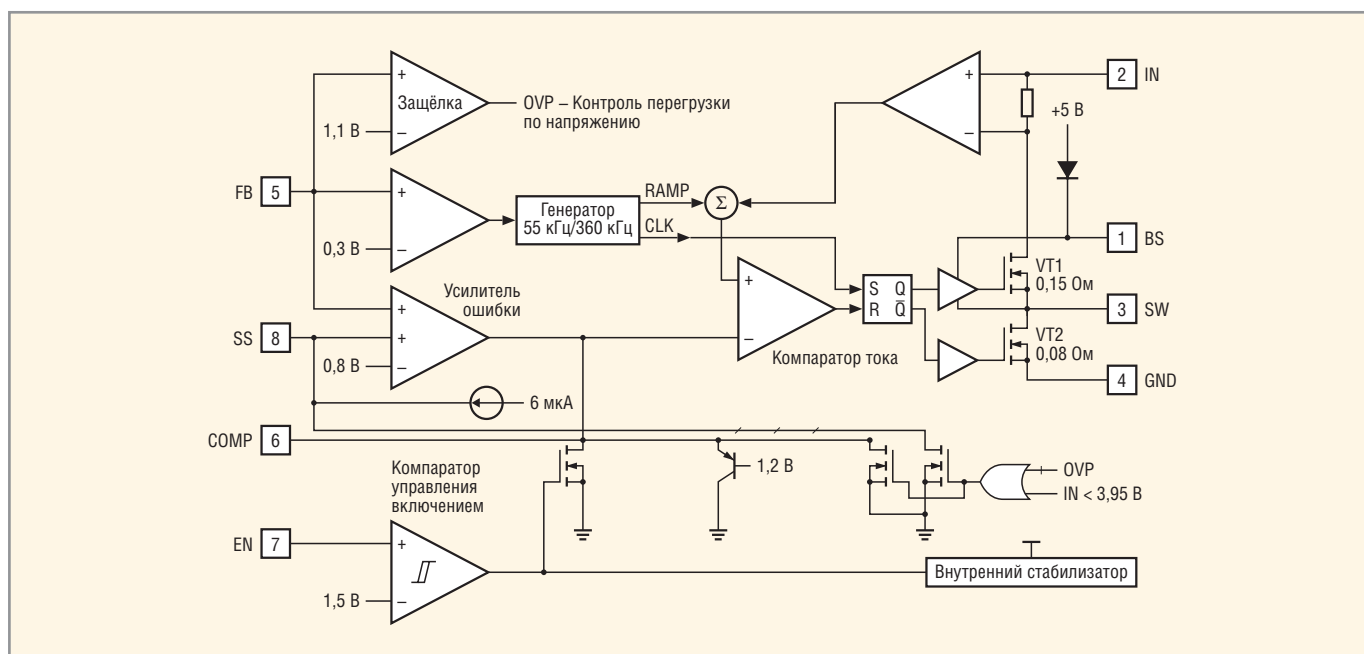 +
Защёлка
1,1 В
–
OVP – Контроль перегрузки
по напряжению
+
–
2
IN
+5 В
FB
5
+
0,3 В
–
Генератор
55 кГц/360 кГц
RAMP
Σ
CLK
1
BS
Усилитель
ошибки
+
–
Компаратор тока
S
Q
R
Q̅
VT1
0,15 Ом
3
SW
VT2
0,08 Ом
4
GND
SS
8
+
+
0,8 В
–
6 мкА
COMP
6
1,2 В
OVP
IN < 3,95 В
Компаратор
управления
включением
EN
7
+
1,5 В
–
Внутренний стабилизатор